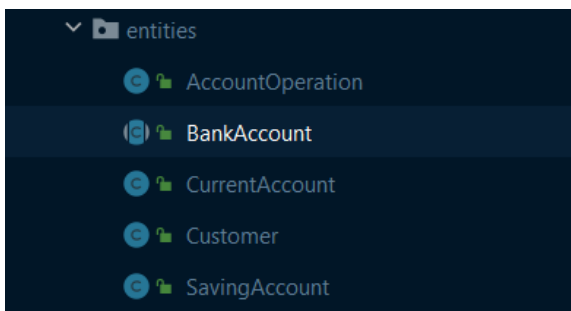 entities
AccountOperation
BankAccount
CurrentAccount
Customer
SavingAccount